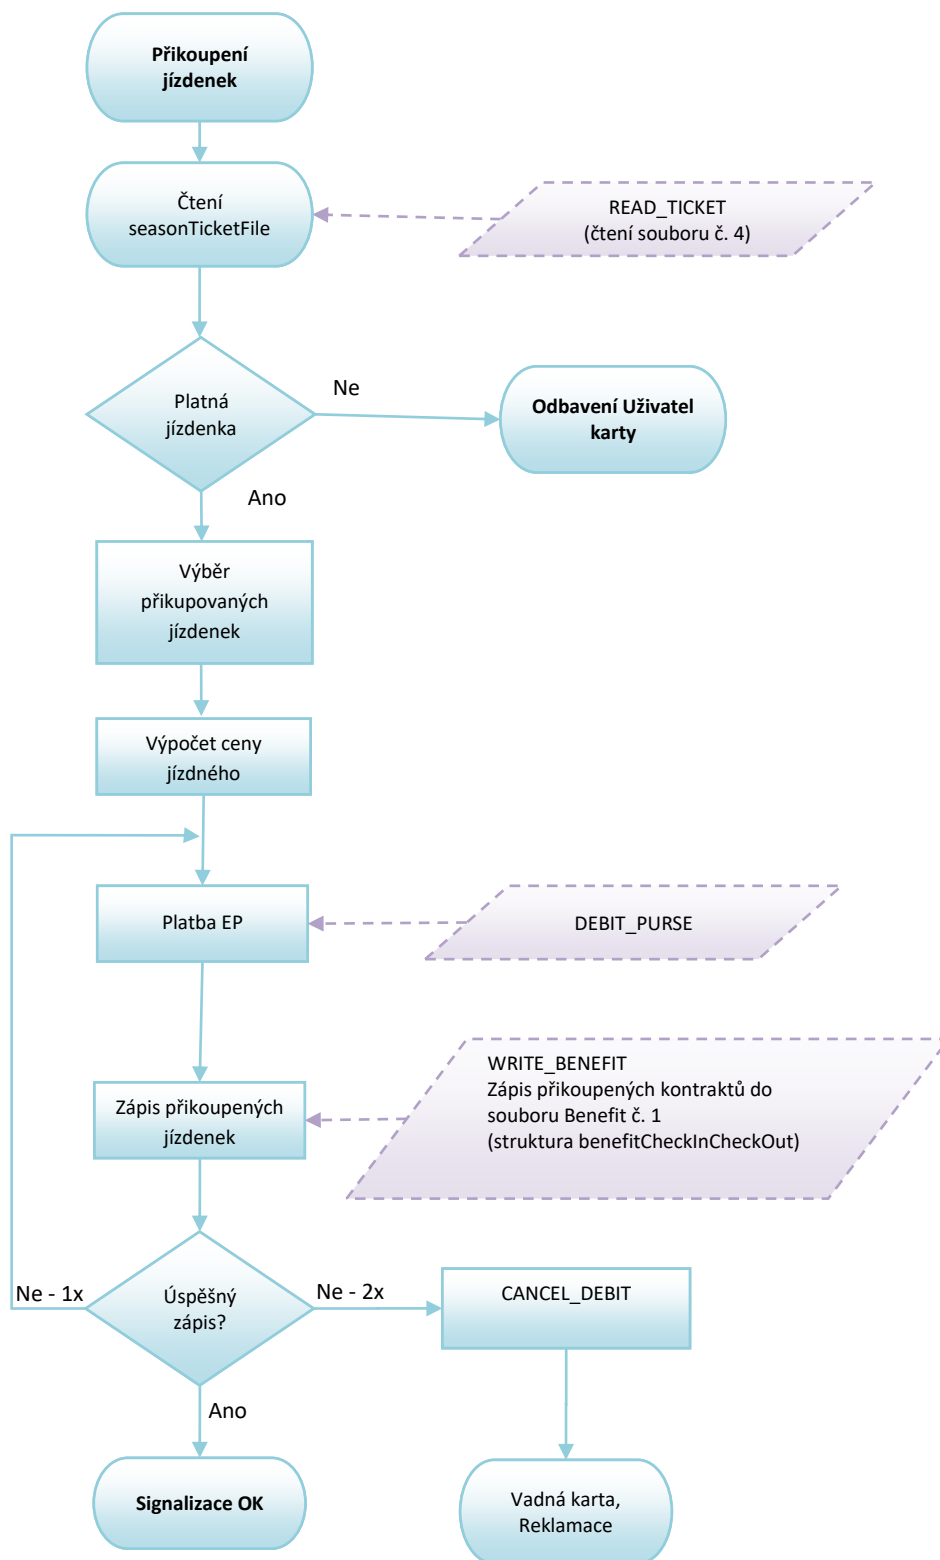 Přikoupení
jízdenek
Čtení
seasonTicketFile
READ_TICKET
(čtení souboru č. 4)
Platná
jízdenka
Ne
Odbavení Uživatel
karty
Ano
Výběr
přikupovaných
jízdenek
Výpočet ceny
jízdného
Platba EP
DEBIT_PURSE
Zápis přikoupených
jízdenek
WRITE_BENEFIT
Zápis přikoupených kontraktů do
souboru Benefit č. 1
(struktura benefitCheckInCheckOut)
Ne - 1x
Úspěšný
zápis?
Ne - 2x
CANCEL_DEBIT
Ano
Signalizace OK
Vadná karta,
Reklamace